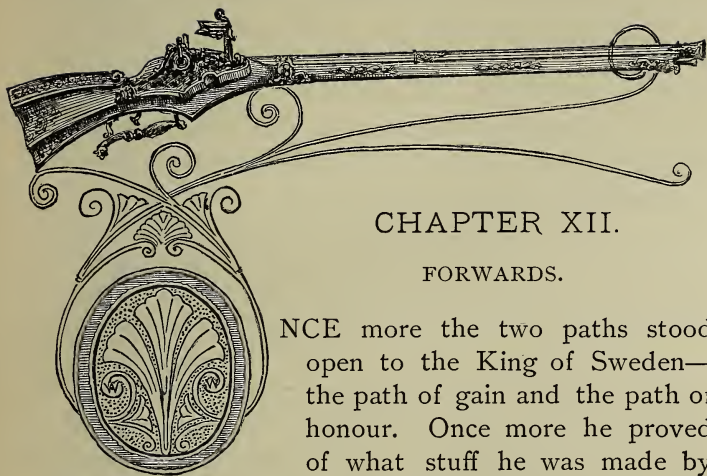 CHAPTER XII.
FORWARDS.
ONCE more the two paths stood
open to the King of Sweden—
the path of gain and the path of
honour. Once more he proved
of what stuff he was made by